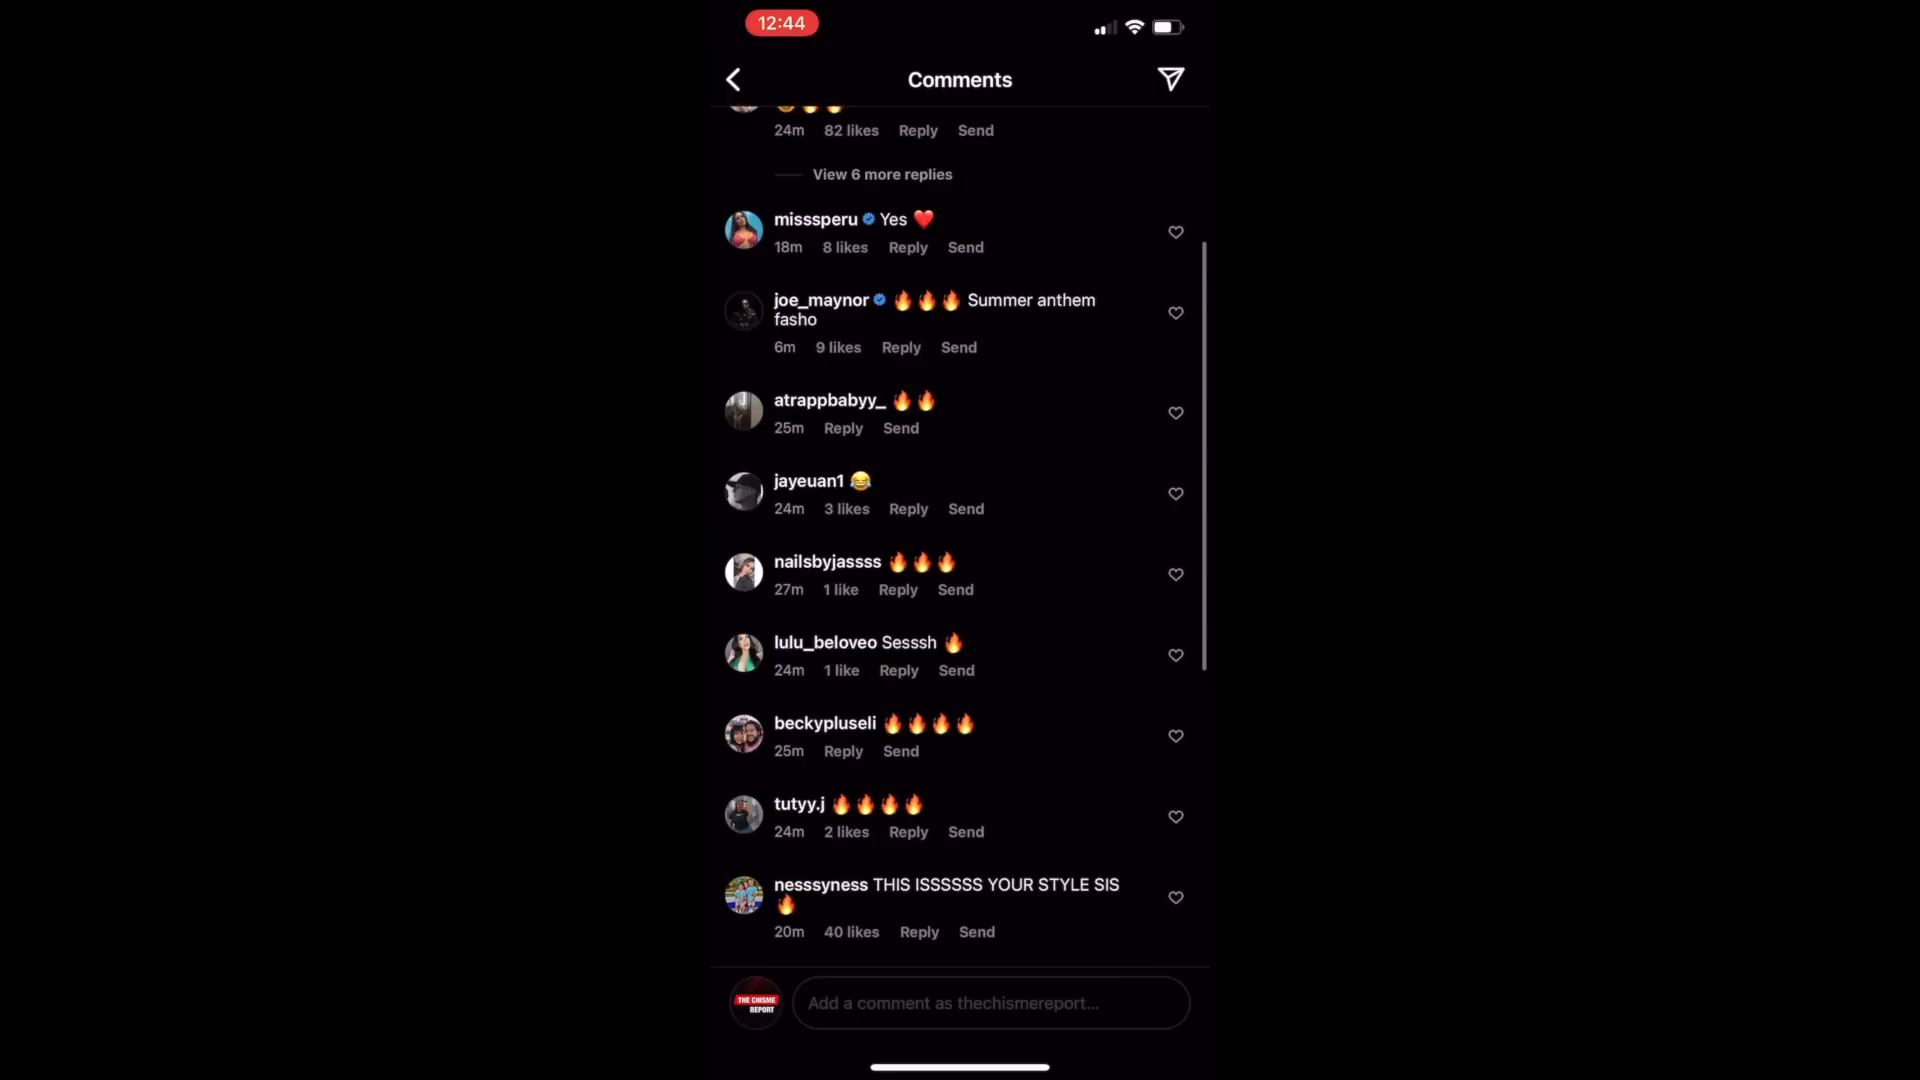 12:44
Comments
24m 82 likes Reply Send
View 6 more replies
misssperu Yes ❤️
18m 8 likes Reply Send
joe_maynor 🔥🔥🔥 Summer anthem
fasho
6m 9 likes Reply Send
atrappbabyy_ 🔥🔥
25m Reply Send
jayeuan1 😂
24m 3 likes Reply Send
nailsbyjassss 🔥🔥🔥
27m 1 like Reply Send
lulu_beloveo Sesssh 🔥
24m 1 like Reply Send
beckypluseli 🔥🔥🔥🔥
25m Reply Send
tutyy.j 🔥🔥🔥🔥
24m 2 likes Reply Send
nesssyness THIS ISSSSSS YOUR STYLE SIS
🔥
20m 40 likes Reply Send
THE CHISME
REPORT
Add a comment as thechismereport...